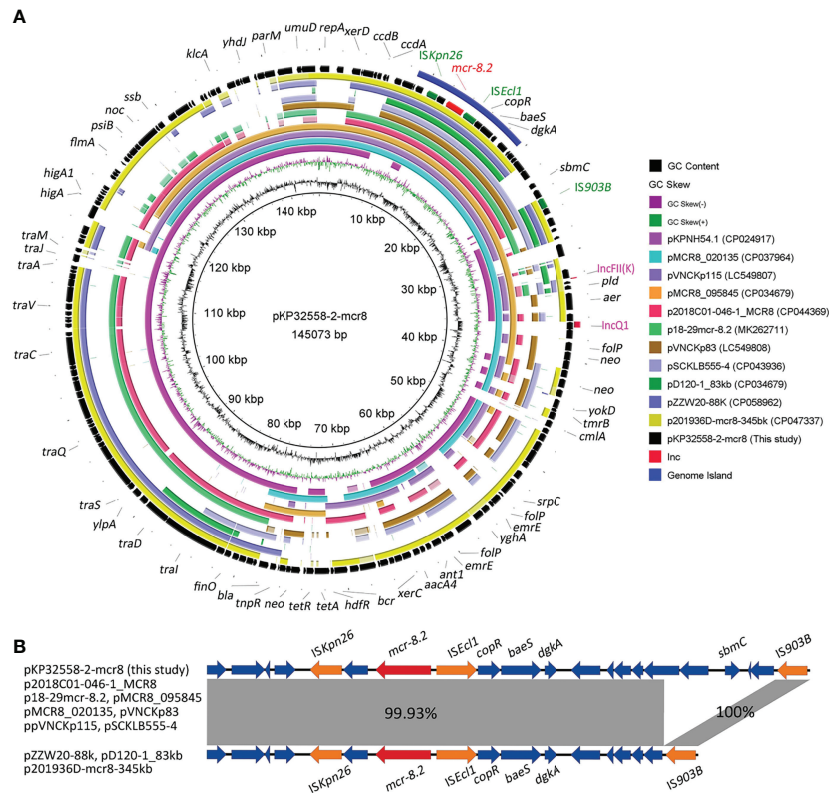 A
umuD
repA
xerD
ccdB
ccdA
ISKpn26
mcr-8.2
ISEcl1
copR
baeS
dgkA
sbmC
IS903B
IncFII(K)
pld
aer
IncQ1
folP
neo
neo
yokD
tmrB
cmlA
srpC
folP
emrE
yghA
folP
emrE
ant1
aacA4
xerC
bcr
hdfR
tetA
tetR
neo
tnpR
bla
finO
traI
traD
ylpA
traS
traQ
traC
traV
traA
traJ
traM
higA
higA1
flmA
psiB
noc
ssb
klcA
yhdJ
parM
140 kbp
10 kbp
20 kbp
30 kbp
40 kbp
50 kbp
60 kbp
70 kbp
80 kbp
90 kbp
100 kbp
110 kbp
120 kbp
130 kbp
pKP32558-2-mcr8
145073 bp
GC Content
GC Skew
GC Skew(-)
GC Skew(+)
pKPNH54.1 (CP024917)
pMCR8_020135 (CP037964)
pVNCKp115 (LC549807)
pMCR8_095845 (CP034679)
p2018C01-046-1_MCR8 (CP044369)
p18-29mcr-8.2 (MK262711)
pVNCKp83 (LC549808)
pSCKLB555-4 (CP043936)
pD120-1_83kb (CP034679)
pZZW20-88K (CP058962)
p201936D-mcr8-345bk (CP047337)
pKP32558-2-mcr8 (This study)
Inc
Genome Island
B
ISKpn26
mcr-8.2
ISEcl1
copR
baeS
dgkA
sbmC
IS903B
pKP32558-2-mcr8 (this study)
p2018C01-046-1_MCR8
p18-29mcr-8.2, pMCR8_095845
pMCR8_020135, pVNCKp83
ppVNCKp115, pSCKLB555-4
99.93%
100%
pZZW20-88k, pD120-1_83kb
p201936D-mcr8-345kb
ISKpn26
mcr-8.2
ISEcl1
copR
baeS
dgkA
IS903B